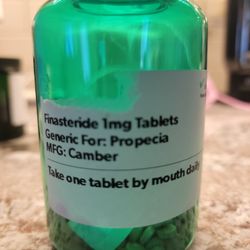 Finasteride 1mg Tablets
Generic For: Propecia
MFG: Camber
Take one tablet by mouth daily